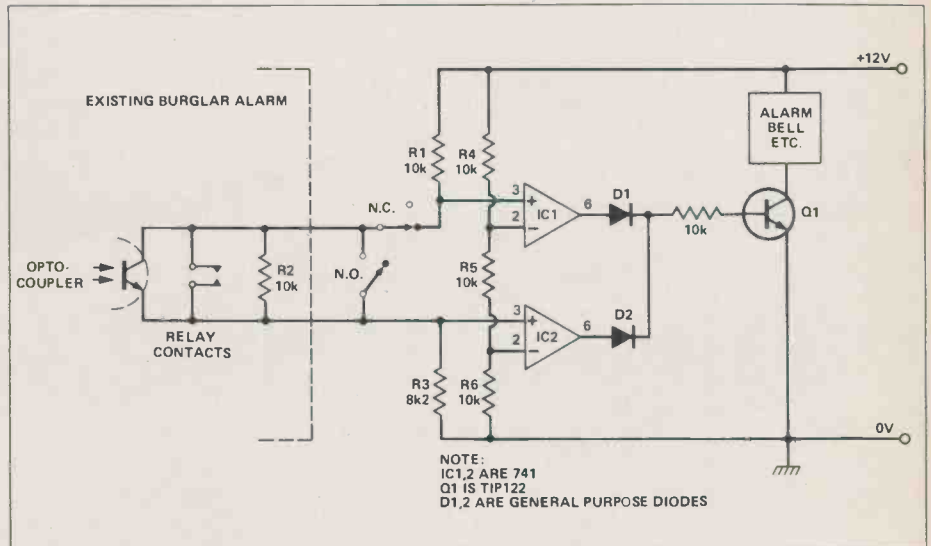 +12V
EXISTING BURGLAR ALARM
ALARM
BELL
ETC.
R1
10k
R4
10k
N.C.
3
+
2
−
IC1
6
D1
10k
Q1
OPTO-
COUPLER
R2
10k
N.O.
R5
10k
RELAY
CONTACTS
3
+
2
−
IC2
6
D2
R3
8k2
R6
10k
0V
NOTE:
IC1,2 ARE 741
Q1 IS TIP122
D1,2 ARE GENERAL PURPOSE DIODES